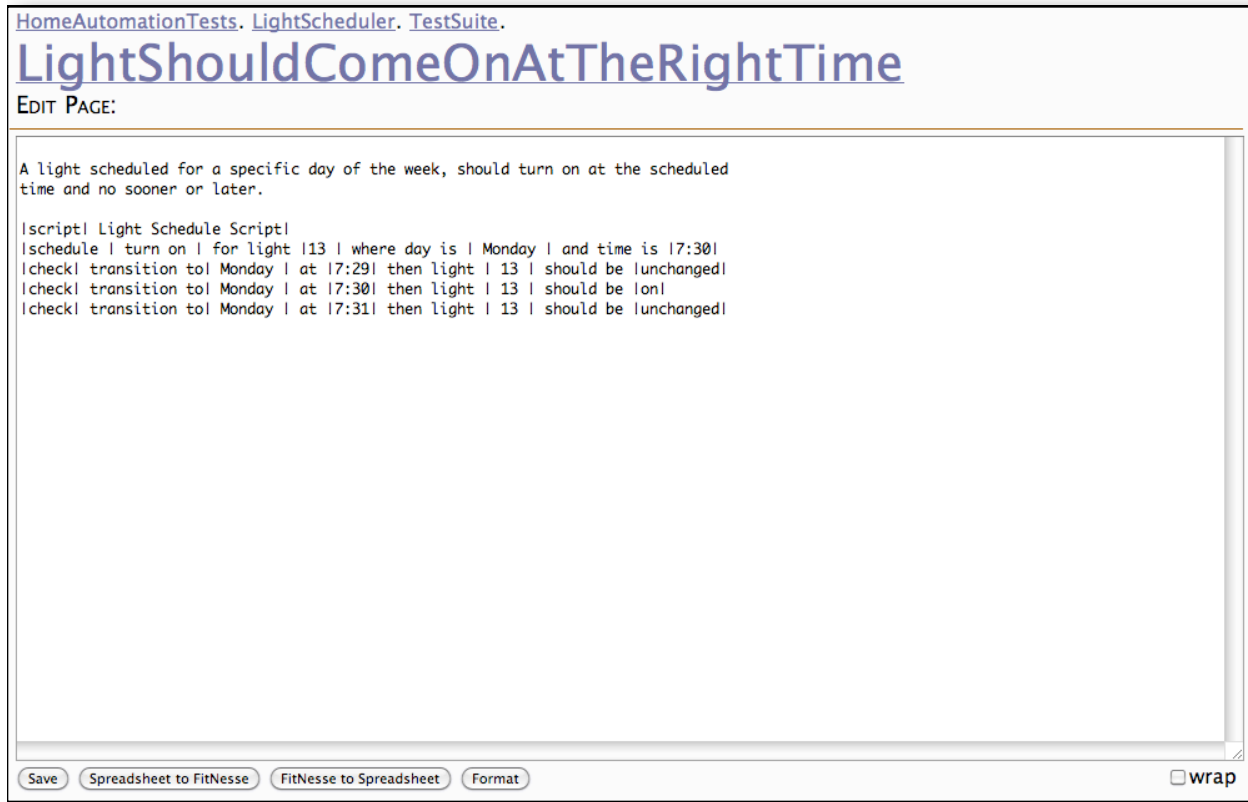 HomeAutomationTests. LightScheduler. TestSuite.
LightShouldComeOnAtTheRightTime
EDIT PAGE:
A light scheduled for a specific day of the week, should turn on at the scheduled
time and no sooner or later.
|script| Light Schedule Script|
|schedule | turn on | for light |13 | where day is | Monday | and time is |7:30|
|check| transition to| Monday | at |7:29| then light | 13 | should be |unchanged|
|check| transition to| Monday | at |7:30| then light | 13 | should be |on|
|check| transition to| Monday | at |7:31| then light | 13 | should be |unchanged|
Save Spreadsheet to FitNesse FitNesse to Spreadsheet Format wrap